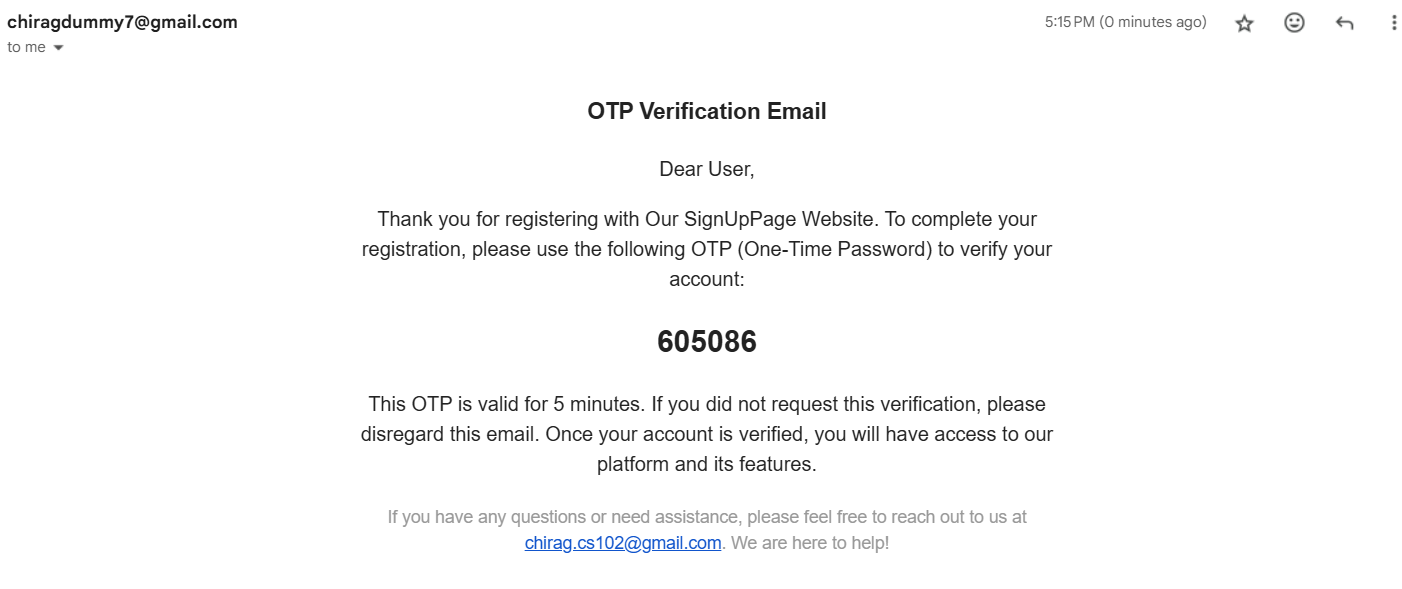 chiragdummy7@gmail.com
5:15 PM (0 minutes ago)
to me
OTP Verification Email
Dear User,
Thank you for registering with Our SignUpPage Website. To complete your
registration, please use the following OTP (One-Time Password) to verify your
account:
605086
This OTP is valid for 5 minutes. If you did not request this verification, please
disregard this email. Once your account is verified, you will have access to our
platform and its features.
If you have any questions or need assistance, please feel free to reach out to us at
chirag.cs102@gmail.com. We are here to help!